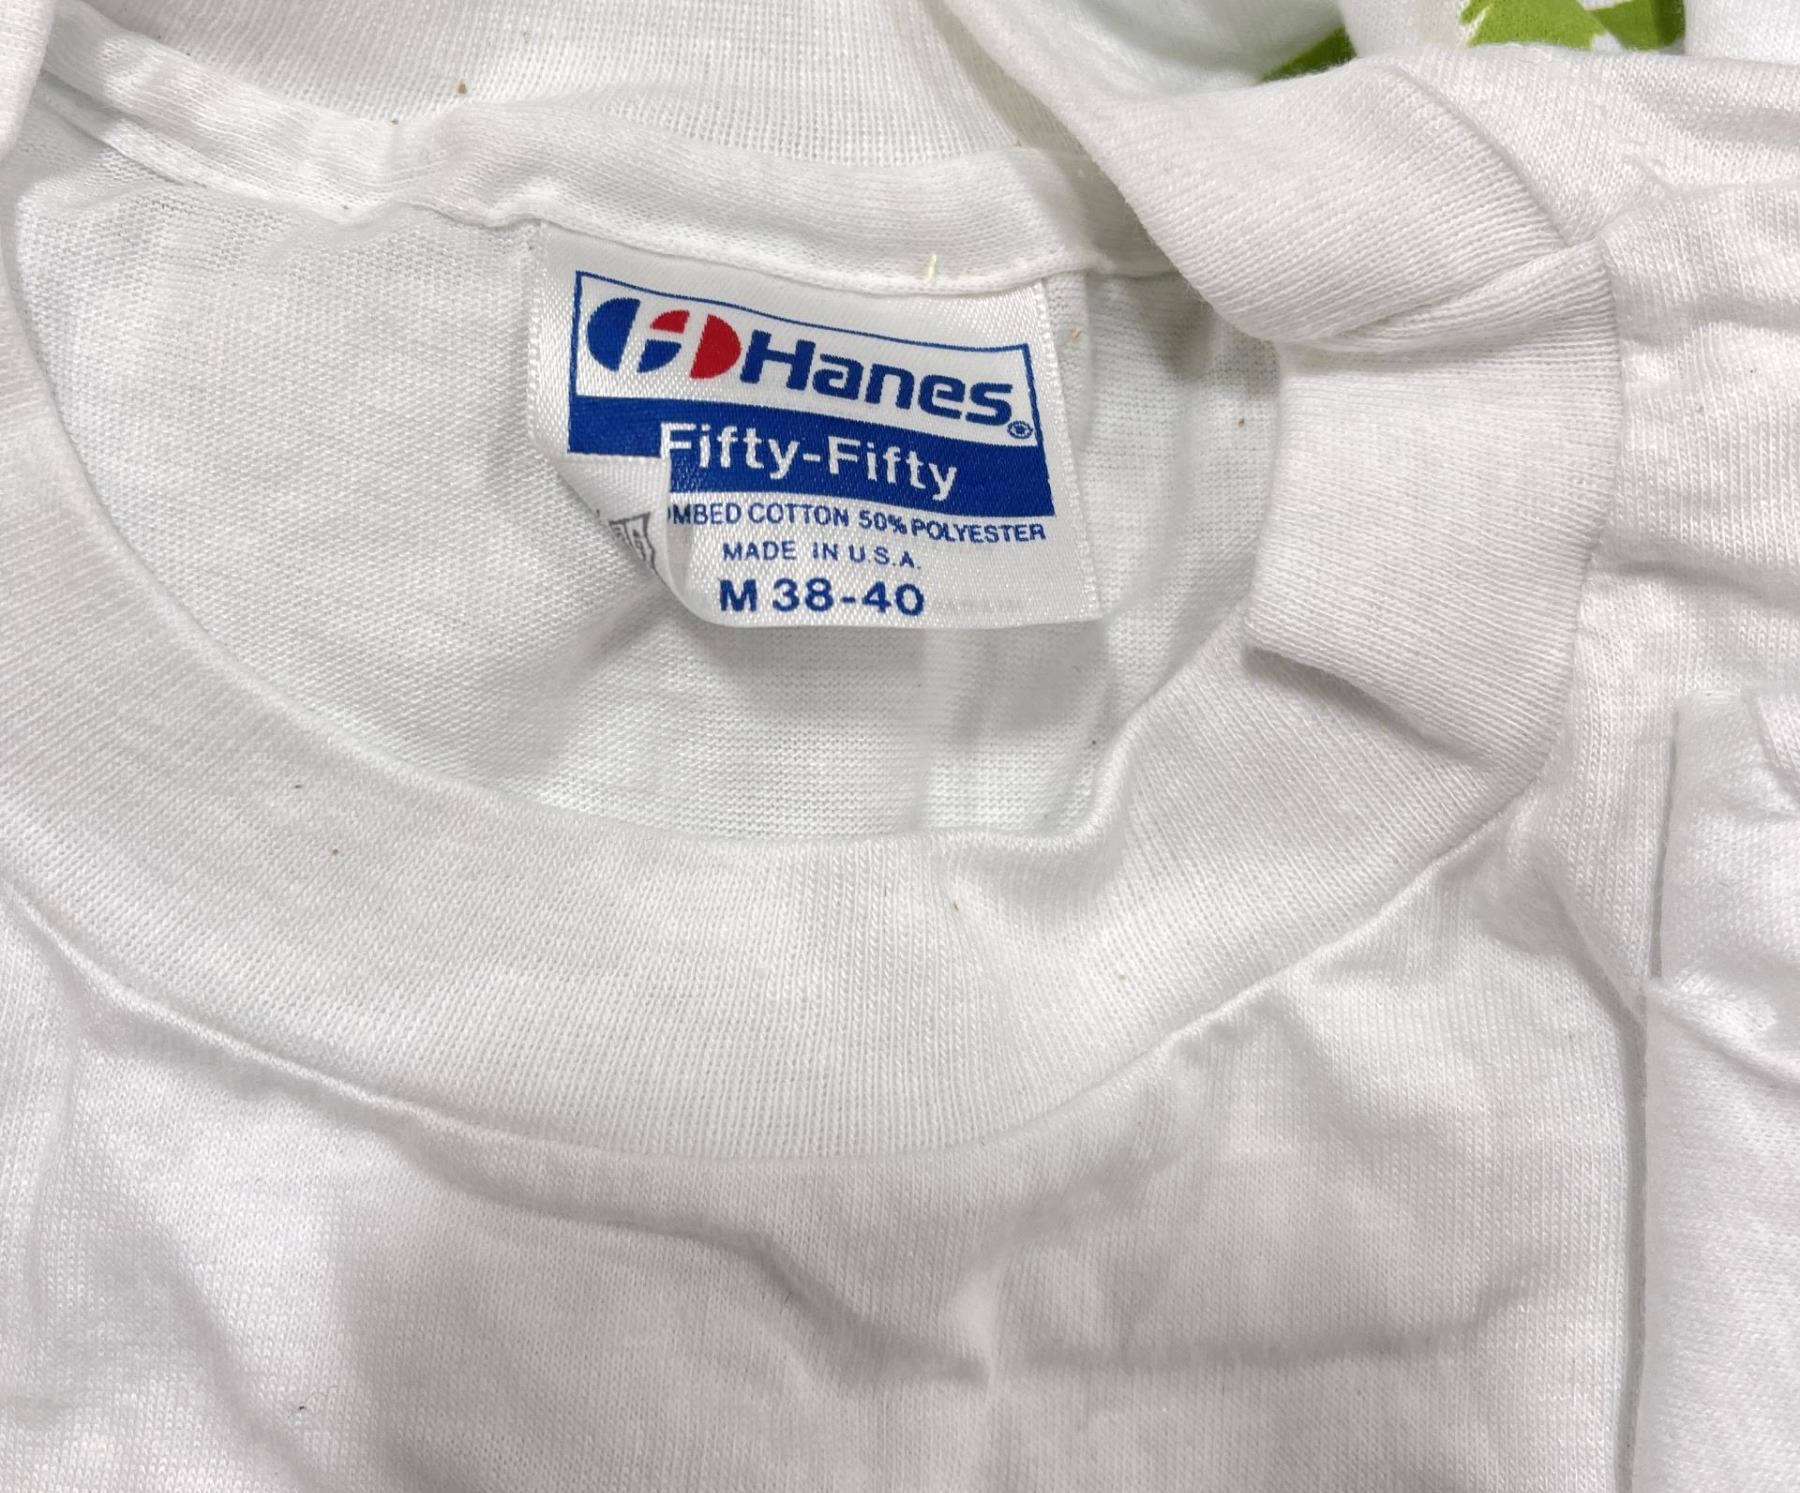 Hanes®
Fifty-Fifty
MBED COTTON 50% POLYESTER
MADE IN U.S.A.
M 38-40